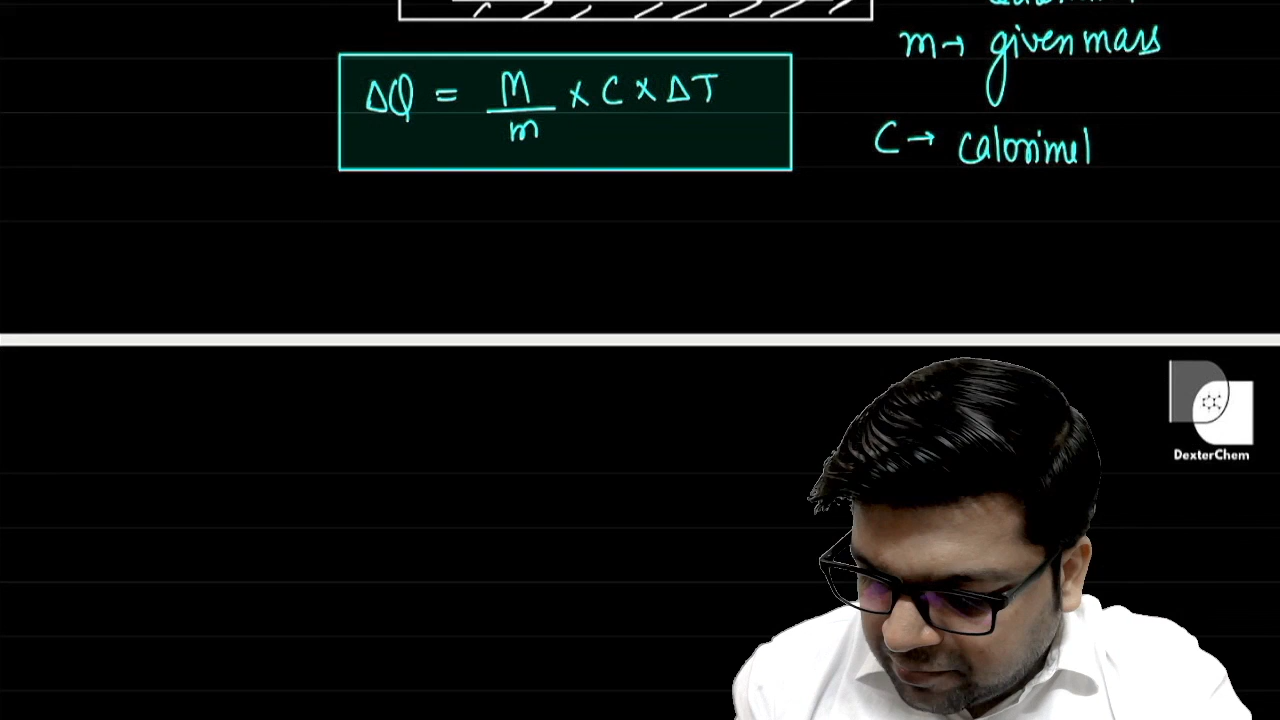 m → given mass
ΔQ = M/m × C × ΔT
C → calorimel
DexterChem